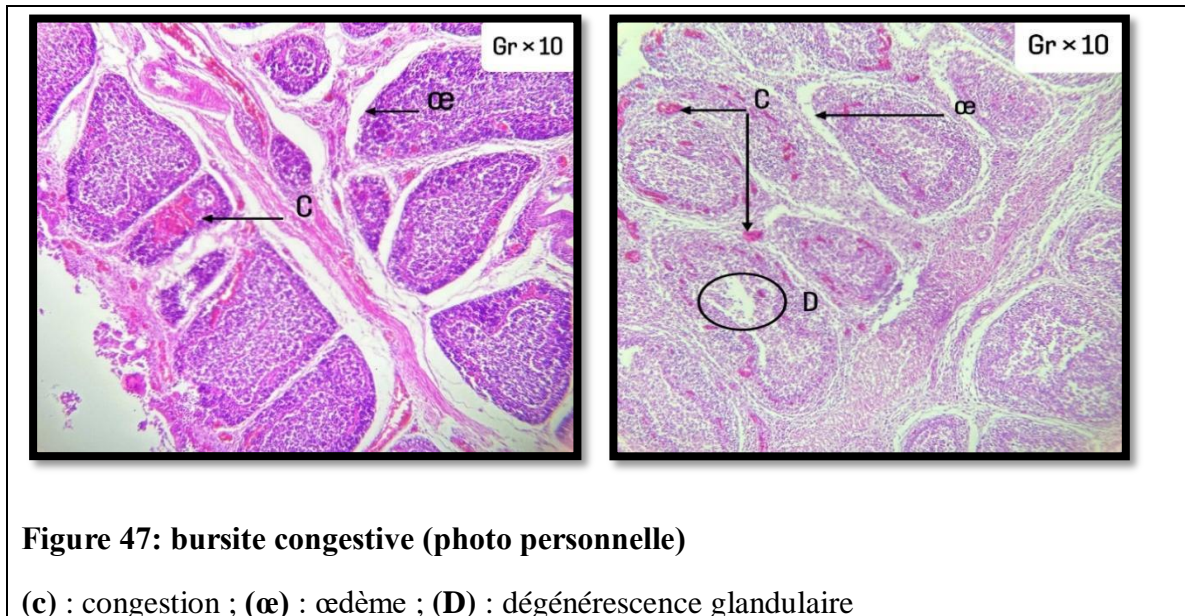 Gr × 10
œ
C
Gr × 10
C
œ
D
Figure 47: bursite congestive (photo personnelle)
(c) : congestion ; (œ) : œdème ; (D) : dégénérescence glandulaire